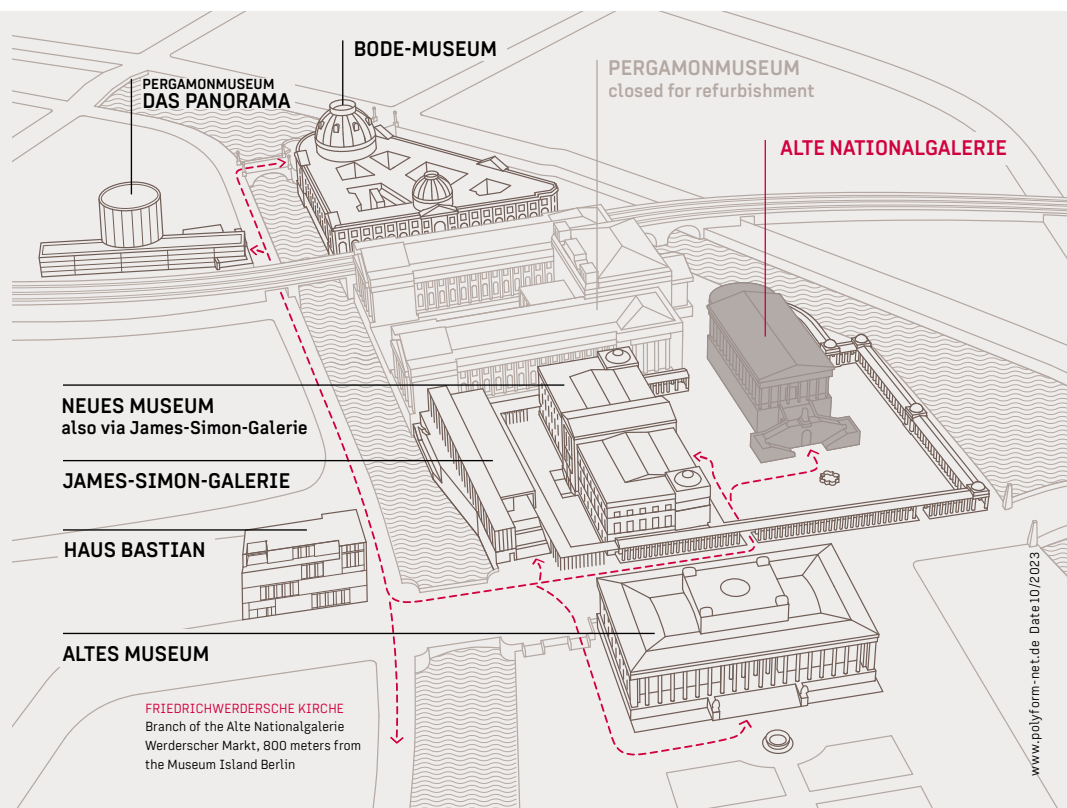 BODE-MUSEUM
PERGAMONMUSEUM
DAS PANORAMA
PERGAMONMUSEUM
closed for refurbishment
ALTE NATIONALGALERIE
NEUES MUSEUM
also via James-Simon-Galerie
JAMES-SIMON-GALERIE
HAUS BASTIAN
ALTES MUSEUM
FRIEDRICHWERDERSCHE KIRCHE
Branch of the Alte Nationalgalerie
Werderscher Markt, 800 meters from
the Museum Island Berlin
www.polyform-net.de Date10/2023